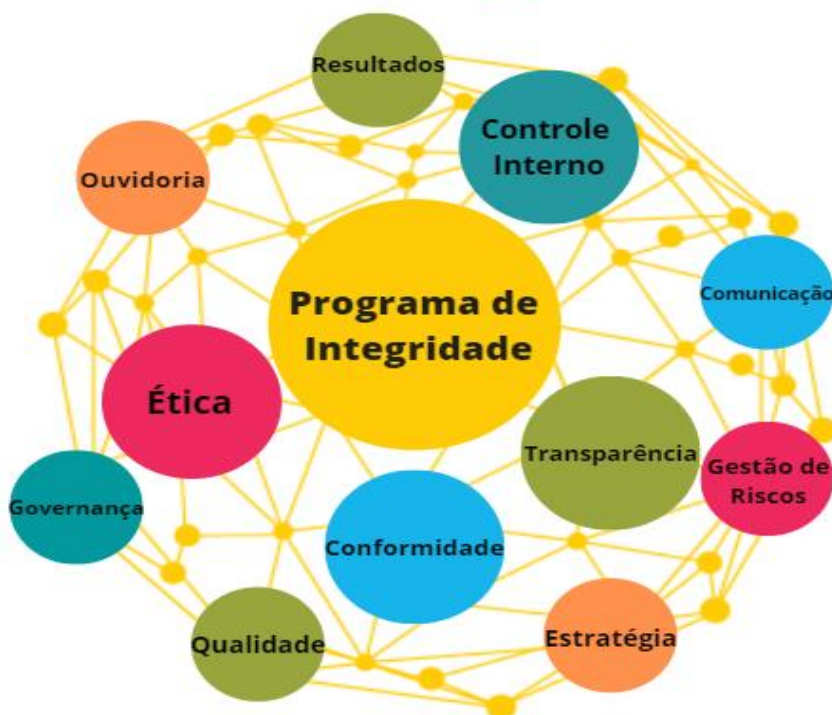 Resultados
Controle
Interno
Ouvidoria
Comunicação
Programa de
Integridade
Ética
Transparência
Gestão de
Riscos
Governança
Conformidade
Qualidade
Estratégia